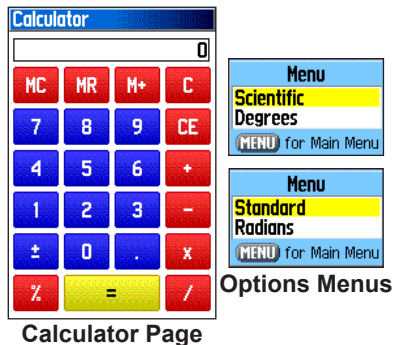 Calculator
0
MC MR M+ C
7 8 9 CE
4 5 6 +
1 2 3 -
± 0 . x
% = /
Calculator Page
Menu
Scientific
Degrees
MENU for Main Menu
Menu
Standard
Radians
MENU for Main Menu
Options Menus